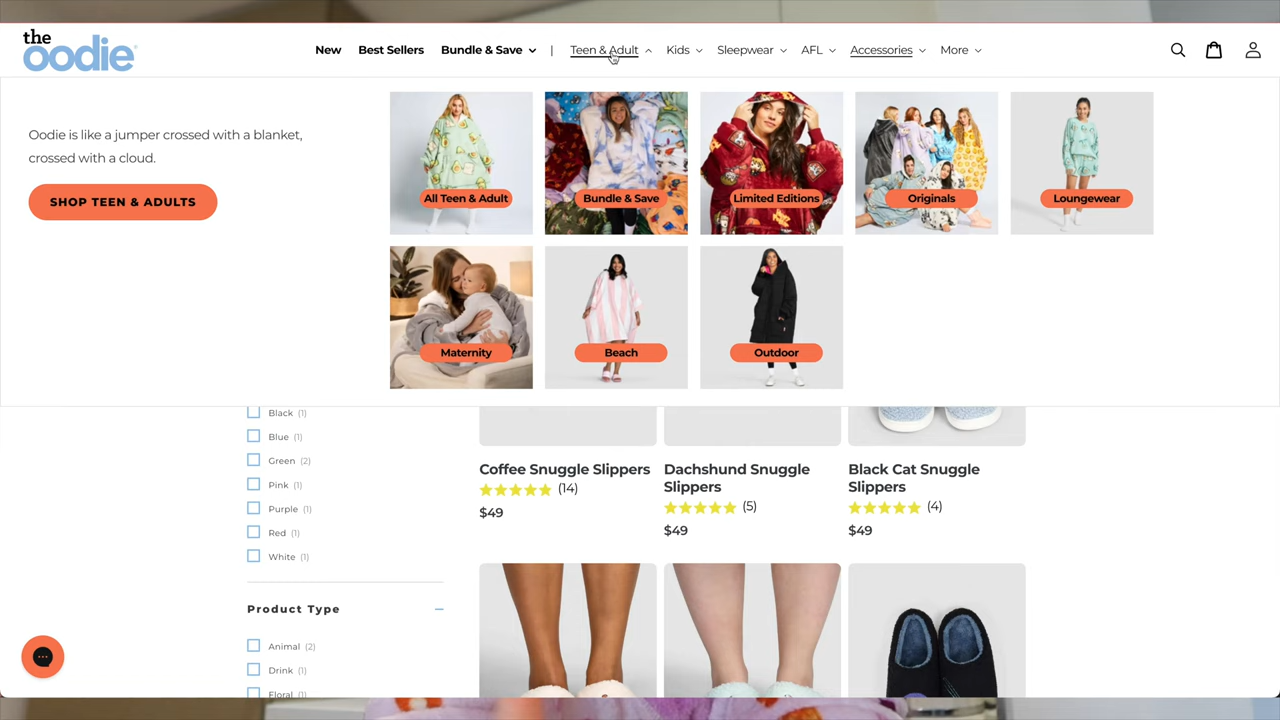 the
oodie
New
Best Sellers
Bundle & Save
|
Teen & Adult
Kids
Sleepwear
AFL
Accessories
More
Oodie is like a jumper crossed with a blanket,
crossed with a cloud.
SHOP TEEN & ADULTS
All Teen & Adult
Bundle & Save
Limited Editions
Originals
Loungewear
Maternity
Beach
Outdoor
Black (1)
Blue (1)
Green (2)
Pink (1)
Purple (1)
Red (1)
White (1)
Product Type
Animal (2)
Drink (1)
Floral (1)
Coffee Snuggle Slippers
(14)
$49
Dachshund Snuggle
Slippers
(5)
$49
Black Cat Snuggle
Slippers
(4)
$49